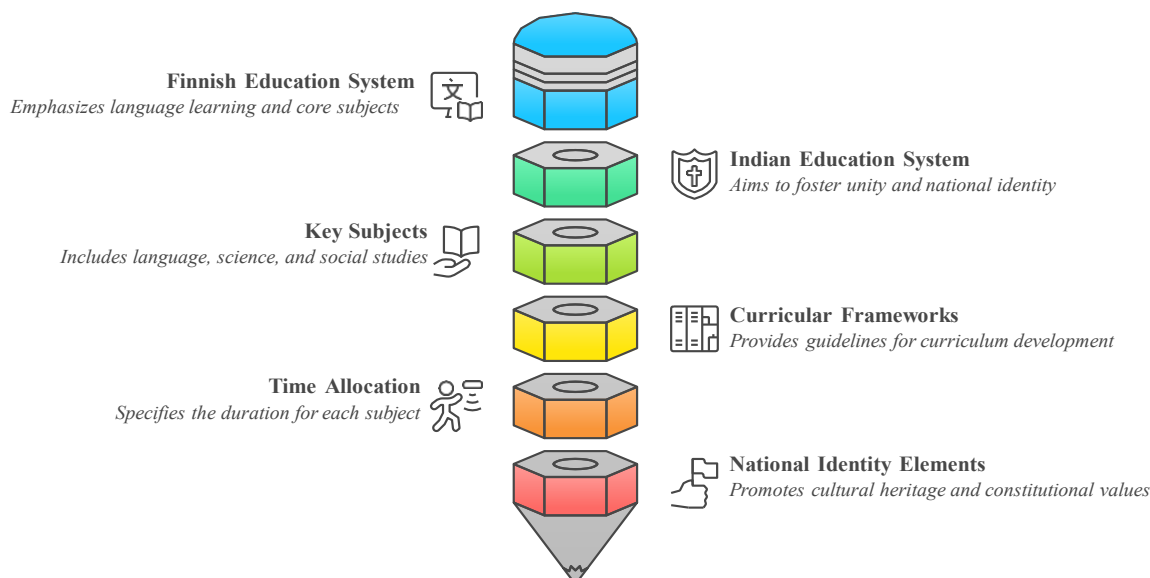 Finnish Education System
Emphasizes language learning and core subjects
文
Indian Education System
Aims to foster unity and national identity
Key Subjects
Includes language, science, and social studies
Curricular Frameworks
Provides guidelines for curriculum development
Time Allocation
Specifies the duration for each subject
National Identity Elements
Promotes cultural heritage and constitutional values